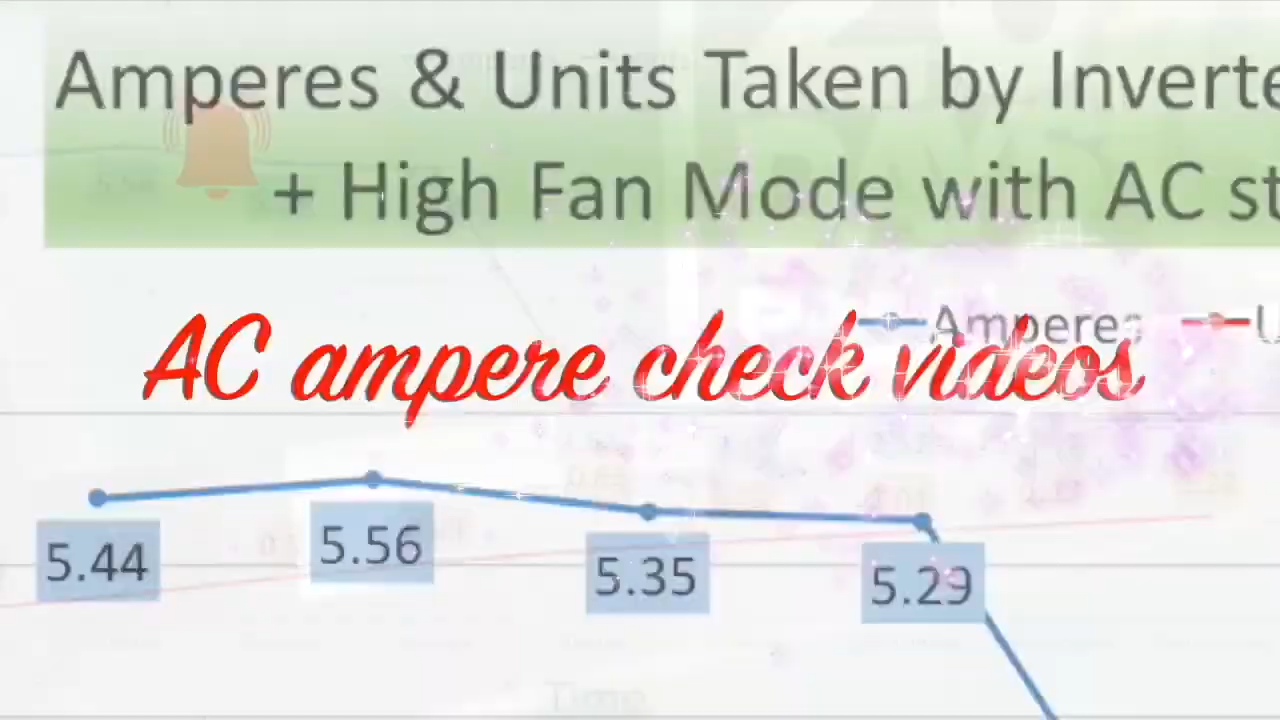 Amperes & Units Taken by Inverte
+ High Fan Mode with AC st
Amperes U
AC ampere check videos
5.44 5.56 5.35 5.29
Time